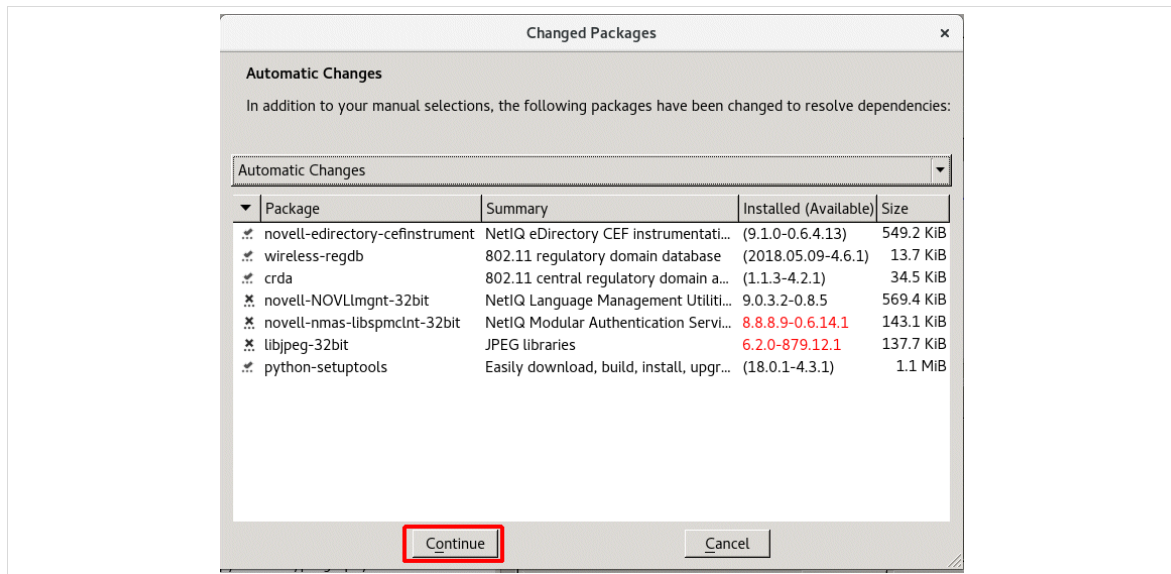 Changed Packages ×
Automatic Changes
In addition to your manual selections, the following packages have been changed to resolve dependencies:
Automatic Changes
Package Summary Installed (Available) Size
novell-edirectory-cefinstrument NetIQ eDirectory CEF instrumentati... (9.1.0-0.6.4.13) 549.2 KiB
wireless-regdb 802.11 regulatory domain database (2018.05.09-4.6.1) 13.7 KiB
crda 802.11 central regulatory domain a... (1.1.3-4.2.1) 34.5 KiB
novell-NOVLlmgnt-32bit NetIQ Language Management Utiliti... 9.0.3.2-0.8.5 569.4 KiB
novell-nmas-libspmclnt-32bit NetIQ Modular Authentication Servi... 8.8.8.9-0.6.14.1 143.1 KiB
libjpeg-32bit JPEG libraries 6.2.0-879.12.1 137.7 KiB
python-setuptools Easily download, build, install, upgr... (18.0.1-4.3.1) 1.1 MiB
Continue Cancel